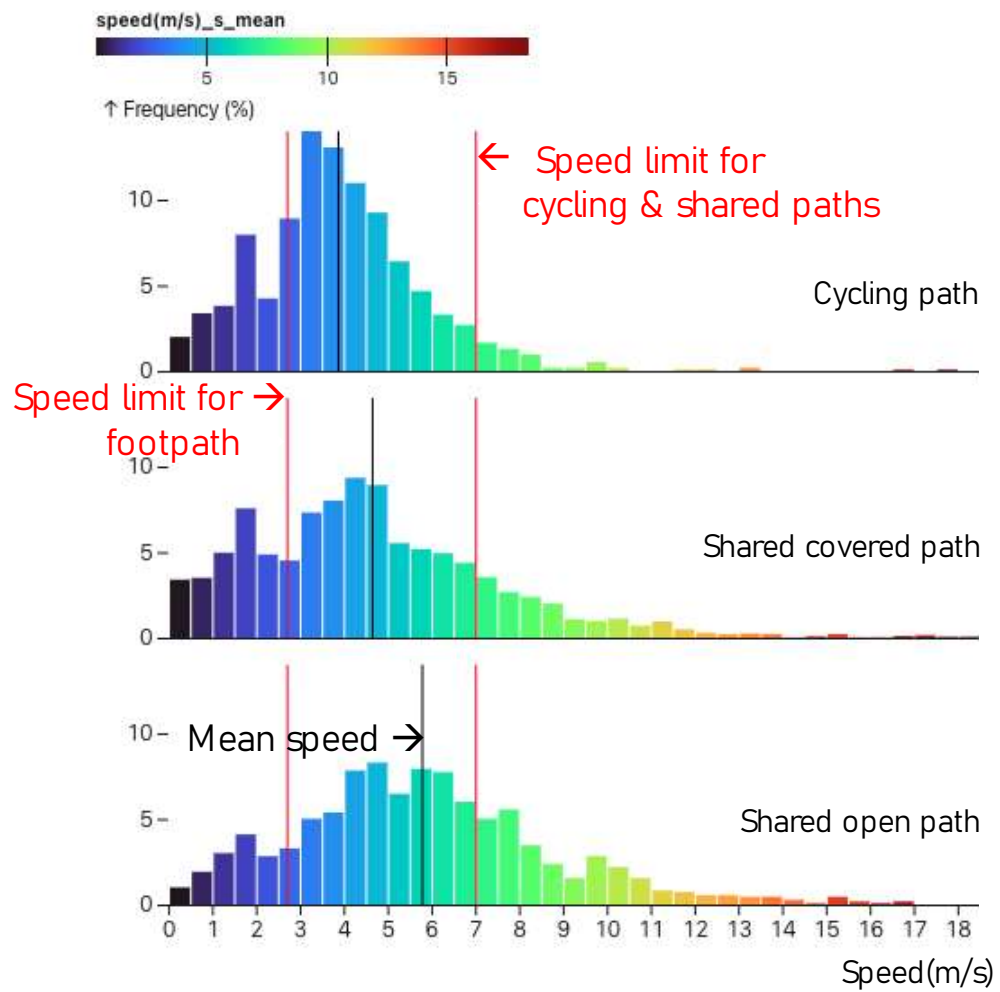 speed(m/s)_s_mean
5 10 15
↑ Frequency (%)
← Speed limit for
cycling & shared paths
10
5
0
Cycling path
Speed limit for →
footpath
10
5
0
Shared covered path
Mean speed →
10
5
0
Shared open path
0 1 2 3 4 5 6 7 8 9 10 11 12 13 14 15 16 17 18
Speed(m/s)